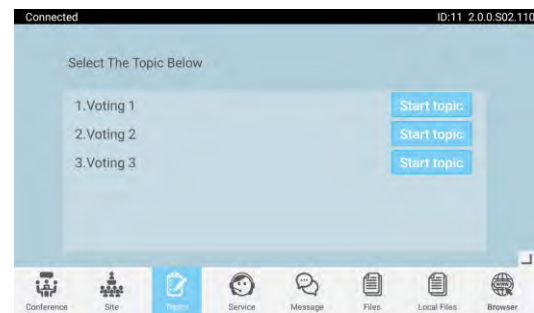 Connected ID:11 2.0.0.S02.110
Select The Topic Below
1.Voting 1 Start topic
2.Voting 2 Start topic
3.Voting 3 Start topic
Conference Site Topics Service Message Files Local Files Browser